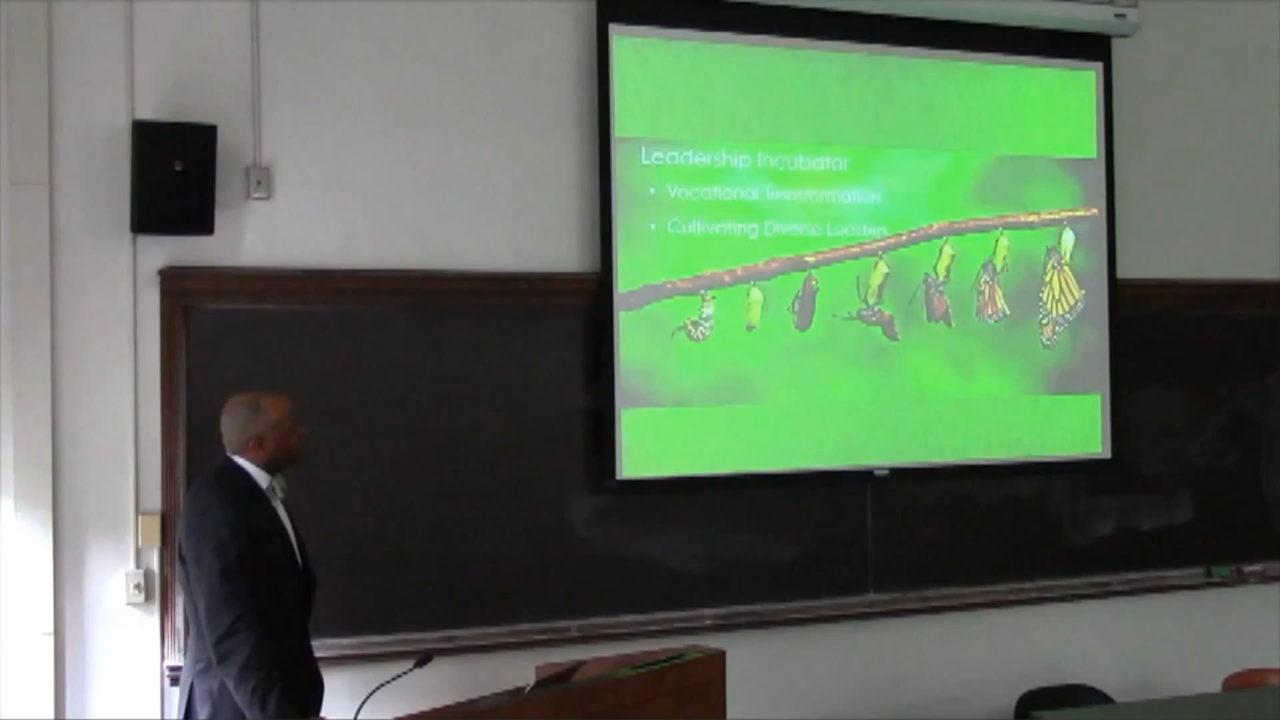 Leadership Incubator
• Vocational Transformation
• Cultivating Diverse Leaders